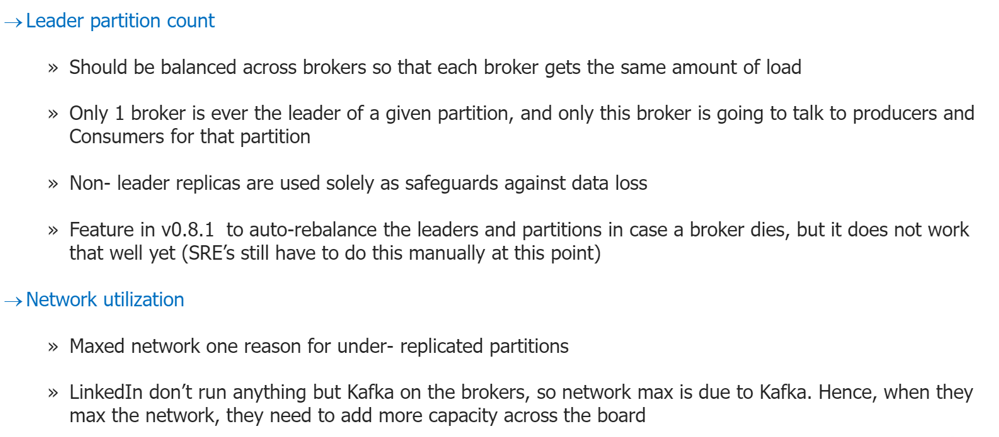 →Leader partition count
» Should be balanced across brokers so that each broker gets the same amount of load
» Only 1 broker is ever the leader of a given partition, and only this broker is going to talk to producers and
Consumers for that partition
» Non- leader replicas are used solely as safeguards against data loss
» Feature in v0.8.1  to auto-rebalance the leaders and partitions in case a broker dies, but it does not work
that well yet (SRE’s still have to do this manually at this point)
→Network utilization
» Maxed network one reason for under- replicated partitions
» LinkedIn don’t run anything but Kafka on the brokers, so network max is due to Kafka. Hence, when they
max the network, they need to add more capacity across the board